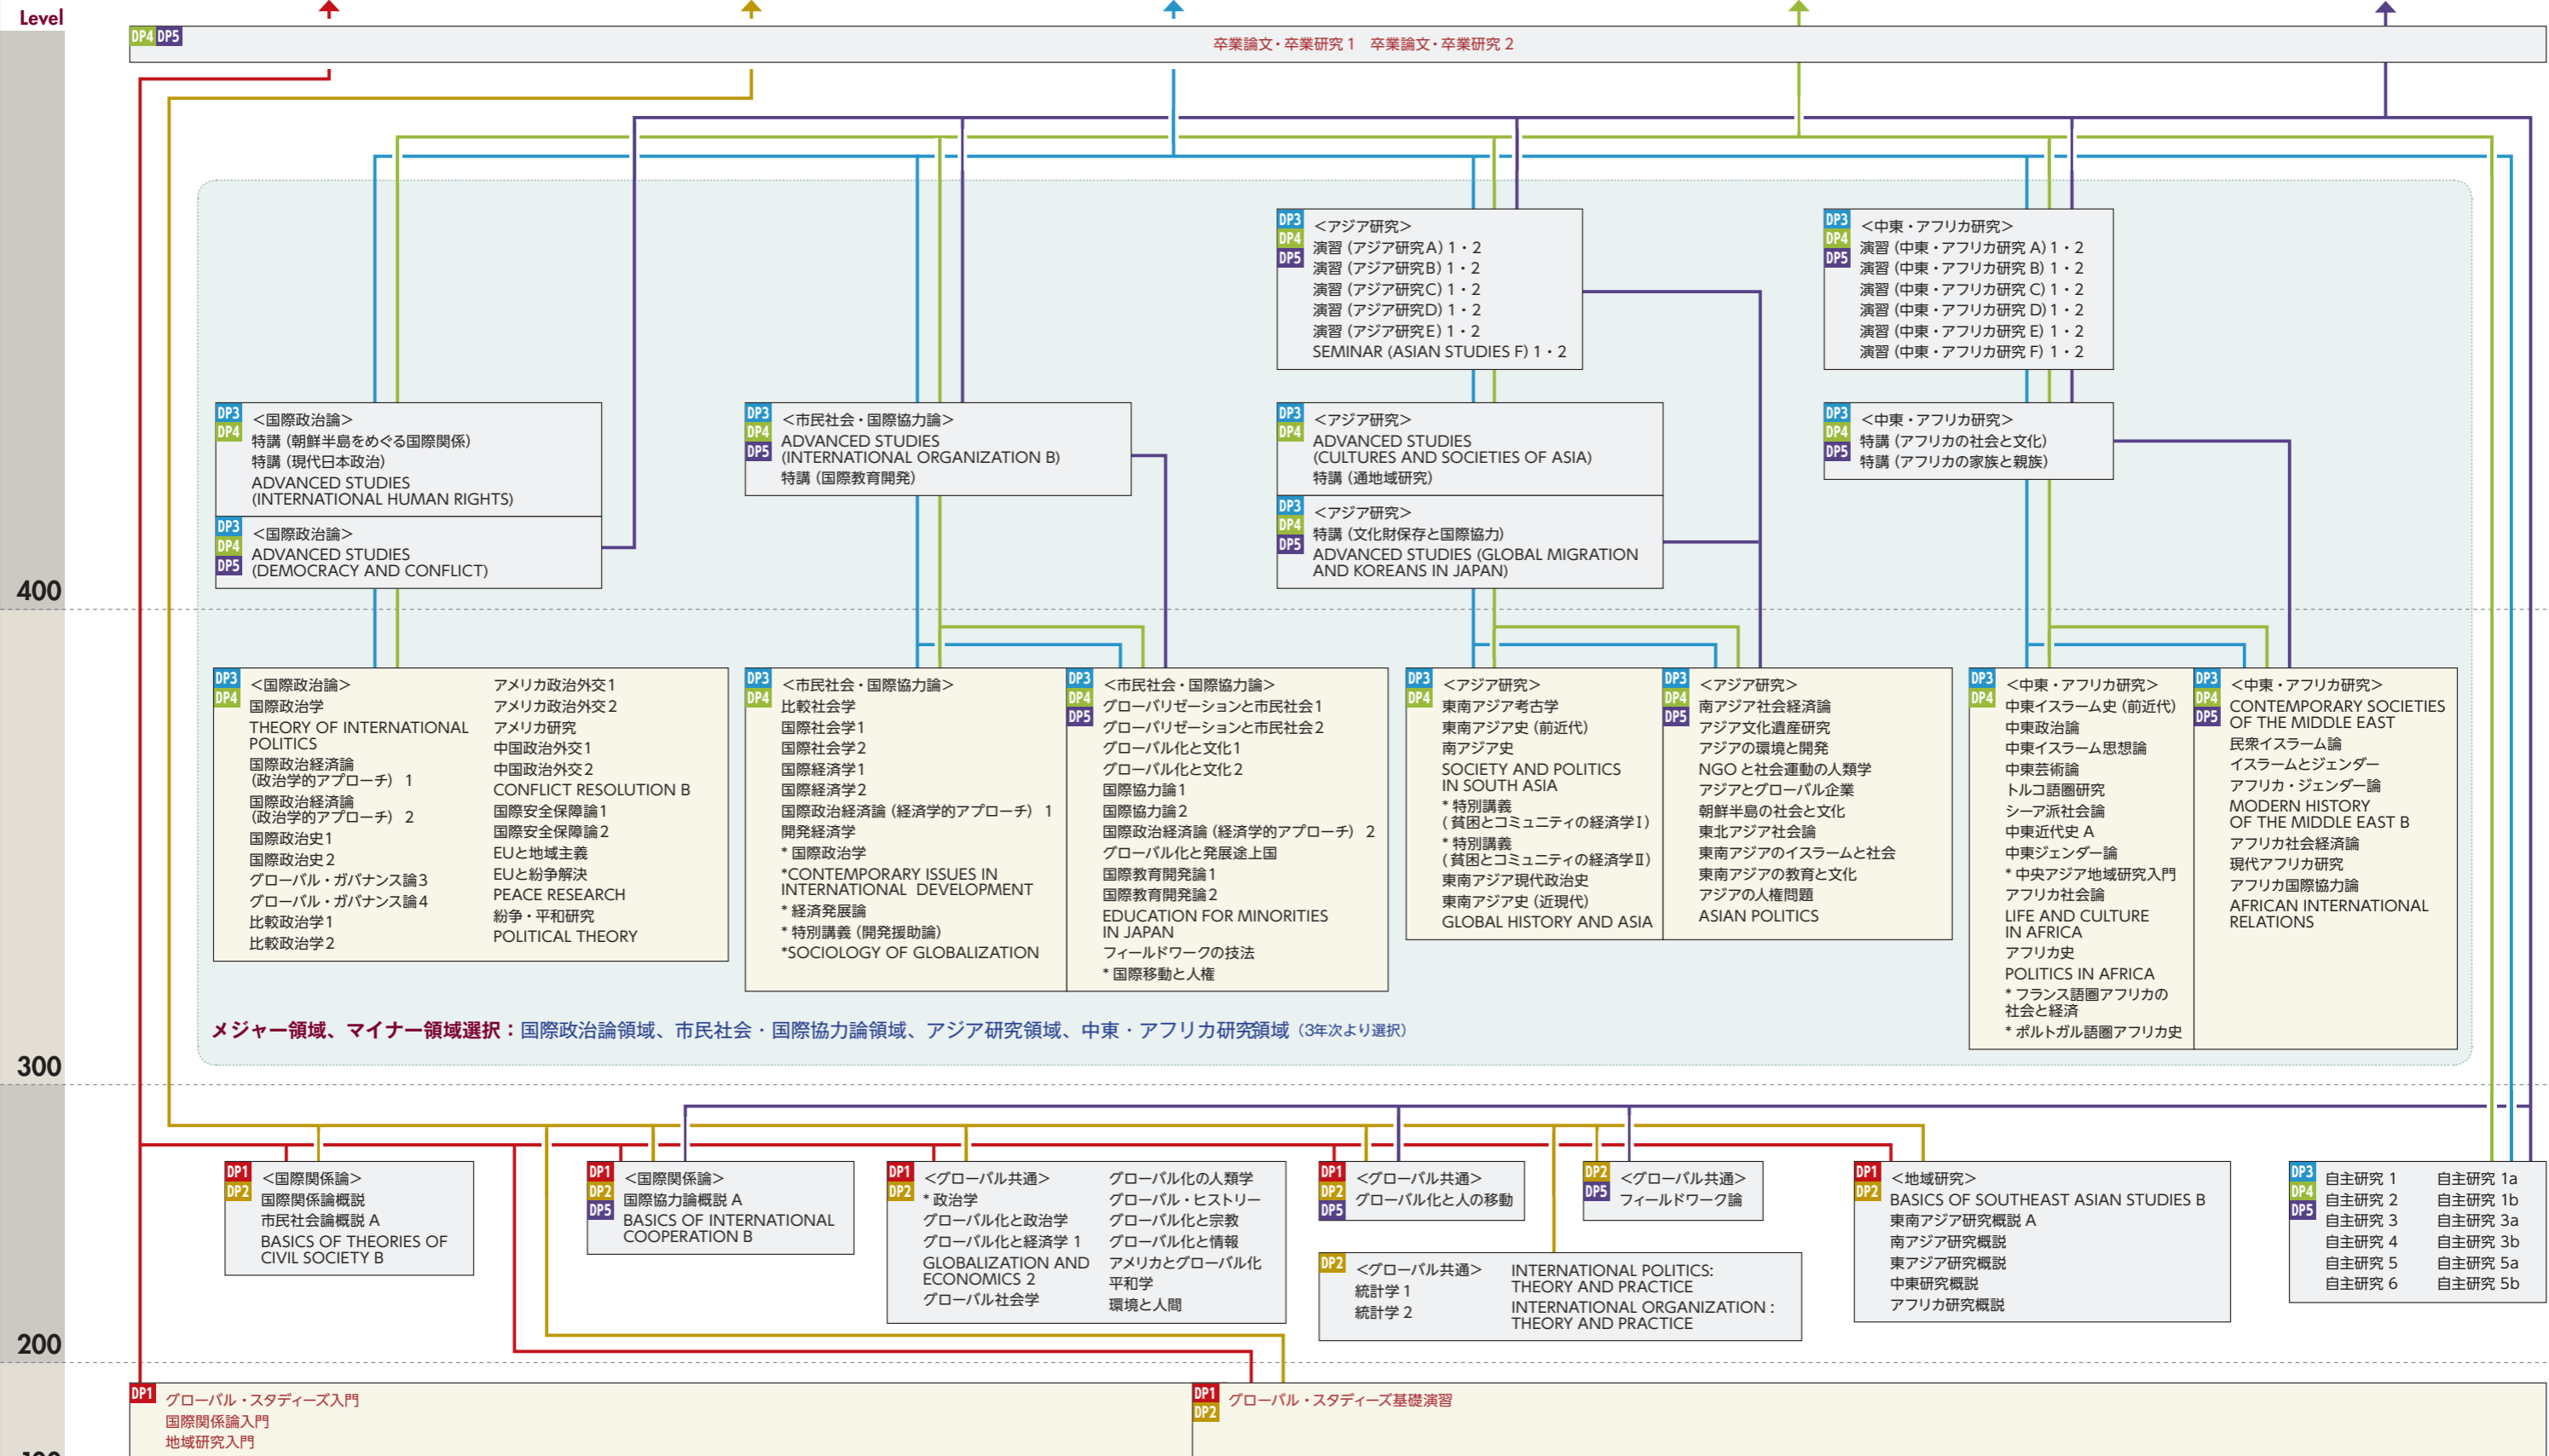 Level
DP4 DP5
卒業論文・卒業研究 1　卒業論文・卒業研究 2
DP3
DP4
DP5
＜アジア研究＞
演習（アジア研究A）1・2
演習（アジア研究B）1・2
演習（アジア研究C）1・2
演習（アジア研究D）1・2
演習（アジア研究E）1・2
SEMINAR (ASIAN STUDIES F) 1・2
DP3
DP4
DP5
＜中東・アフリカ研究＞
演習（中東・アフリカ研究 A）1・2
演習（中東・アフリカ研究 B）1・2
演習（中東・アフリカ研究 C）1・2
演習（中東・アフリカ研究 D）1・2
演習（中東・アフリカ研究 E）1・2
演習（中東・アフリカ研究 F）1・2
DP3
DP4
＜国際政治論＞
特講（朝鮮半島をめぐる国際関係）
特講（現代日本政治）
ADVANCED STUDIES
(INTERNATIONAL HUMAN RIGHTS)
DP3
DP4
DP5
＜国際政治論＞
ADVANCED STUDIES
(DEMOCRACY AND CONFLICT)
DP3
DP4
DP5
＜市民社会・国際協力論＞
ADVANCED STUDIES
(INTERNATIONAL ORGANIZATION B)
特講（国際教育開発）
DP3
DP4
＜アジア研究＞
ADVANCED STUDIES
(CULTURES AND SOCIETIES OF ASIA)
特講（通地域研究）
DP3
DP4
DP5
＜アジア研究＞
特講（文化財保存と国際協力）
ADVANCED STUDIES (GLOBAL MIGRATION
AND KOREANS IN JAPAN)
DP3
DP4
DP5
＜中東・アフリカ研究＞
特講（アフリカの社会と文化）
特講（アフリカの家族と親族）
400
DP3
DP4
＜国際政治論＞
国際政治学
THEORY OF INTERNATIONAL
POLITICS
国際政治経済論
（政治学的アプローチ） 1
国際政治経済論
（政治学的アプローチ） 2
国際政治史1
国際政治史2
グローバル・ガバナンス論3
グローバル・ガバナンス論4
比較政治学1
比較政治学2
アメリカ政治外交1
アメリカ政治外交2
アメリカ研究
中国政治外交1
中国政治外交2
CONFLICT RESOLUTION B
国際安全保障論1
国際安全保障論2
EUと地域主義
EUと紛争解決
PEACE RESEARCH
紛争・平和研究
POLITICAL THEORY
DP3
DP4
＜市民社会・国際協力論＞
比較社会学
国際社会学1
国際社会学2
国際経済学1
国際経済学2
国際政治経済論（経済学的アプローチ） 1
開発経済学
* 国際政治学
*CONTEMPORARY ISSUES IN
INTERNATIONAL DEVELOPMENT
* 経済発展論
* 特別講義（開発援助論）
*SOCIOLOGY OF GLOBALIZATION
DP3
DP4
DP5
＜市民社会・国際協力論＞
グローバリゼーションと市民社会1
グローバリゼーションと市民社会2
グローバル化と文化1
グローバル化と文化2
国際協力論1
国際協力論2
国際政治経済論（経済学的アプローチ） 2
グローバル化と発展途上国
国際教育開発論1
国際教育開発論2
EDUCATION FOR MINORITIES
IN JAPAN
フィールドワークの技法
* 国際移動と人権
DP3
DP4
＜アジア研究＞
東南アジア考古学
東南アジア史（前近代）
南アジア史
SOCIETY AND POLITICS
IN SOUTH ASIA
* 特別講義
（貧困とコミュニティの経済学Ⅰ）
* 特別講義
（貧困とコミュニティの経済学Ⅱ）
東南アジア現代政治史
東南アジア史（近現代）
GLOBAL HISTORY AND ASIA
DP3
DP4
DP5
＜アジア研究＞
南アジア社会経済論
アジア文化遺産研究
アジアの環境と開発
NGO と社会運動の人類学
アジアとグローバル企業
朝鮮半島の社会と文化
東北アジア社会論
東南アジアのイスラームと社会
東南アジアの教育と文化
アジアの人権問題
ASIAN POLITICS
DP3
DP4
＜中東・アフリカ研究＞
中東イスラーム史（前近代）
中東政治論
中東イスラーム思想論
中東芸術論
トルコ語圏研究
シーア派社会論
中東近代史 A
中東ジェンダー論
* 中央アジア地域研究入門
アフリカ社会論
LIFE AND CULTURE
IN AFRICA
アフリカ史
POLITICS IN AFRICA
* フランス語圏アフリカの
社会と経済
* ポルトガル語圏アフリカ史
DP3
DP4
DP5
＜中東・アフリカ研究＞
CONTEMPORARY SOCIETIES
OF THE MIDDLE EAST
民衆イスラーム論
イスラームとジェンダー
アフリカ・ジェンダー論
MODERN HISTORY
OF THE MIDDLE EAST B
アフリカ社会経済論
現代アフリカ研究
アフリカ国際協力論
AFRICAN INTERNATIONAL
RELATIONS
メジャー領域、マイナー領域選択：国際政治論領域、市民社会・国際協力論領域、アジア研究領域、中東・アフリカ研究領域（3年次より選択）
300
DP1
DP2
＜国際関係論＞
国際関係論概説
市民社会論概説 A
BASICS OF THEORIES OF
CIVIL SOCIETY B
DP1
DP2
DP5
＜国際関係論＞
国際協力論概説 A
BASICS OF INTERNATIONAL
COOPERATION B
DP1
DP2
＜グローバル共通＞
* 政治学
グローバル化と政治学
グローバル化と経済学 1
GLOBALIZATION AND
ECONOMICS 2
グローバル社会学
グローバル化の人類学
グローバル・ヒストリー
グローバル化と宗教
グローバル化と情報
アメリカとグローバル化
平和学
環境と人間
DP1
DP2
DP5
＜グローバル共通＞
グローバル化と人の移動
DP2
DP5
＜グローバル共通＞
フィールドワーク論
DP2
＜グローバル共通＞
統計学 1
統計学 2
INTERNATIONAL POLITICS:
THEORY AND PRACTICE
INTERNATIONAL ORGANIZATION :
THEORY AND PRACTICE
DP1
DP2
＜地域研究＞
BASICS OF SOUTHEAST ASIAN STUDIES B
東南アジア研究概説 A
南アジア研究概説
東アジア研究概説
中東研究概説
アフリカ研究概説
DP3
DP4
DP5
自主研究 1
自主研究 2
自主研究 3
自主研究 4
自主研究 5
自主研究 6
自主研究 1a
自主研究 1b
自主研究 3a
自主研究 3b
自主研究 5a
自主研究 5b
200
DP1
グローバル・スタディーズ入門
国際関係論入門
地域研究入門
DP1
DP2
グローバル・スタディーズ基礎演習